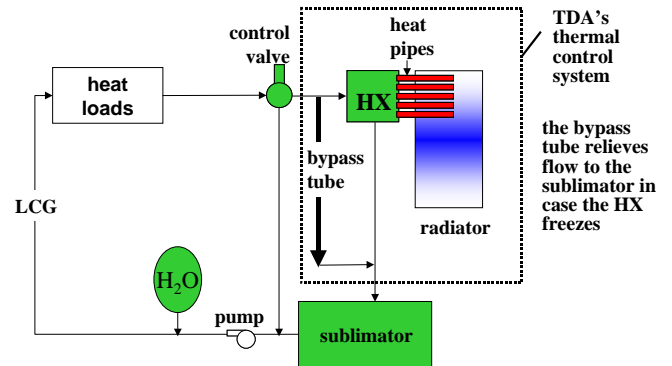 control
valve
heat
pipes
TDA's
thermal
control
system
heat
loads
HX
bypass
tube
the bypass
tube relieves
flow to the
sublimator in
case the HX
freezes
LCG
radiator
H₂O
pump
sublimator